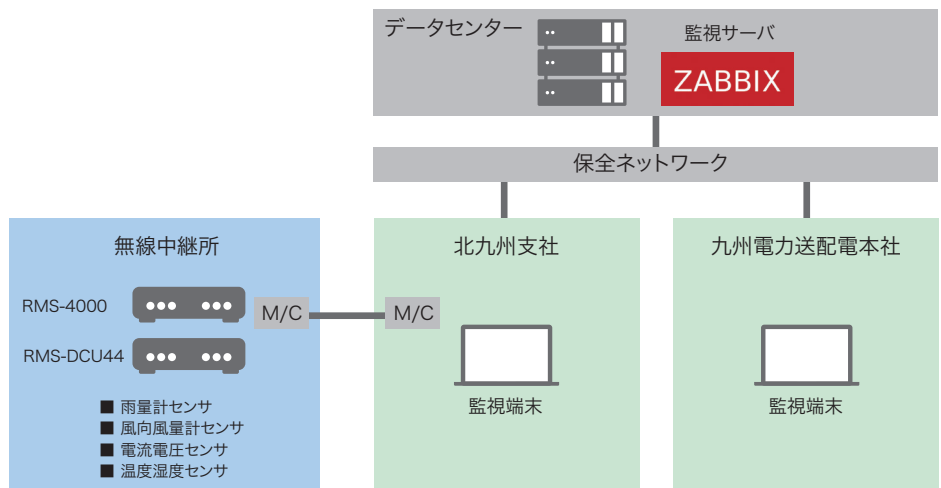 データセンター
監視サーバ
ZABBIX
保全ネットワーク
無線中継所
RMS-4000
M/C
RMS-DCU44
■ 雨量計センサ
■ 風向風量計センサ
■ 電流電圧センサ
■ 温度湿度センサ
北九州支社
M/C
監視端末
九州電力送配電本社
監視端末